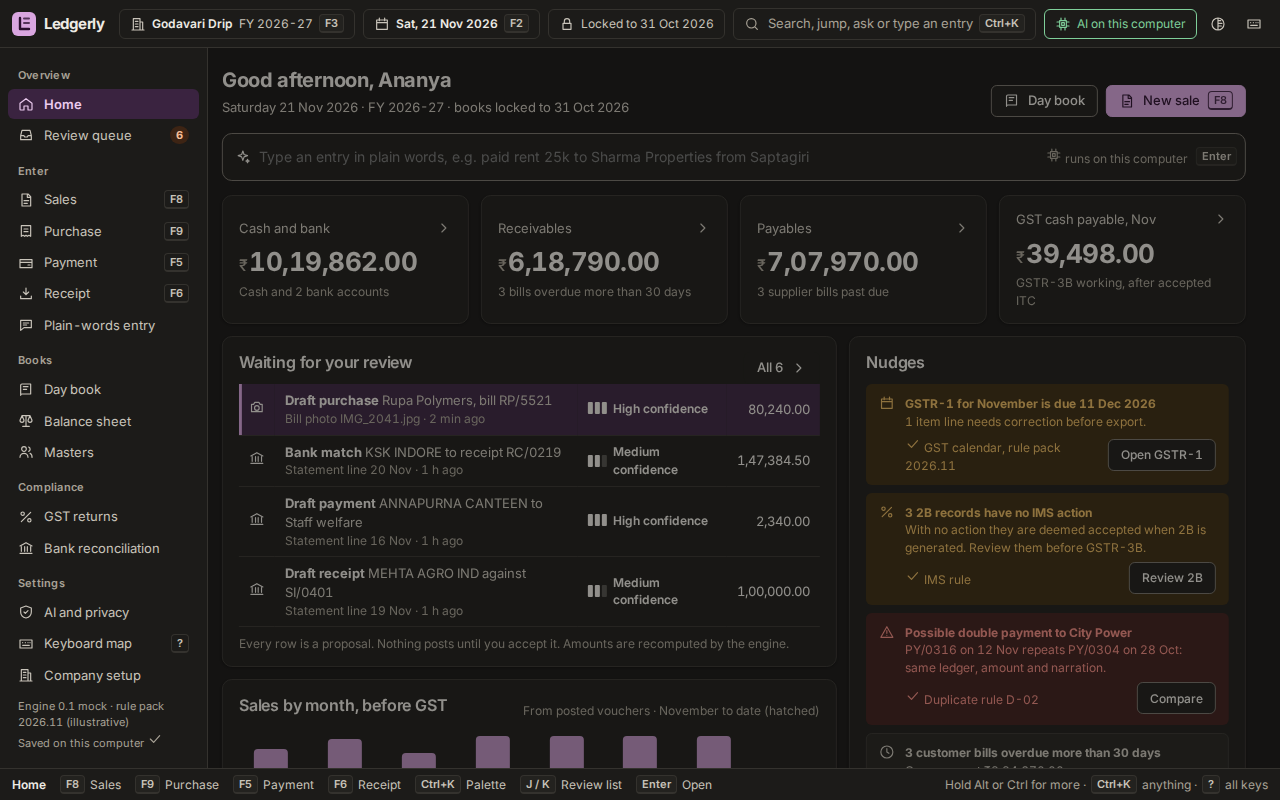 Ledgerly
Godavari Drip FY 2026-27 F3
Sat, 21 Nov 2026 F2
Locked to 31 Oct 2026
Search, jump, ask or type an entry Ctrl+K
AI on this computer
Overview
Home
Review queue 6
Enter
Sales F8
Purchase F9
Payment F5
Receipt F6
Plain-words entry
Books
Day book
Balance sheet
Masters
Compliance
GST returns
Bank reconciliation
Settings
AI and privacy
Keyboard map ?
Company setup
Engine 0.1 mock · rule pack
2026.11 (illustrative)
Saved on this computer
Good afternoon, Ananya
Saturday 21 Nov 2026 · FY 2026-27 · books locked to 31 Oct 2026
Day book
New sale F8
Type an entry in plain words, e.g. paid rent 25k to Sharma Properties from Saptagiri
runs on this computer Enter
Cash and bank
₹10,19,862.00
Cash and 2 bank accounts
Receivables
₹6,18,790.00
3 bills overdue more than 30 days
Payables
₹7,07,970.00
3 supplier bills past due
GST cash payable, Nov
₹39,498.00
GSTR-3B working, after accepted
ITC
Waiting for your review
All 6
Draft purchase Rupa Polymers, bill RP/5521
Bill photo IMG_2041.jpg · 2 min ago
High confidence
80,240.00
Bank match KSK INDORE to receipt RC/0219
Statement line 20 Nov · 1 h ago
Medium
confidence
1,47,384.50
Draft payment ANNAPURNA CANTEEN to
Staff welfare
Statement line 16 Nov · 1 h ago
High confidence
2,340.00
Draft receipt MEHTA AGRO IND against
SI/0401
Statement line 19 Nov · 1 h ago
Medium
confidence
1,00,000.00
Every row is a proposal. Nothing posts until you accept it. Amounts are recomputed by the engine.
Sales by month, before GST
From posted vouchers · November to date (hatched)
Nudges
GSTR-1 for November is due 11 Dec 2026
1 item line needs correction before export.
GST calendar, rule pack
2026.11
Open GSTR-1
3 2B records have no IMS action
With no action they are deemed accepted when 2B is
generated. Review them before GSTR-3B.
IMS rule
Review 2B
Possible double payment to City Power
PY/0316 on 12 Nov repeats PY/0304 on 28 Oct:
same ledger, amount and narration.
Duplicate rule D-02
Compare
3 customer bills overdue more than 30 days
Home F8 Sales F9 Purchase F5 Payment F6 Receipt Ctrl+K Palette J / K Review list Enter Open
Hold Alt or Ctrl for more · Ctrl+K anything · ? all keys